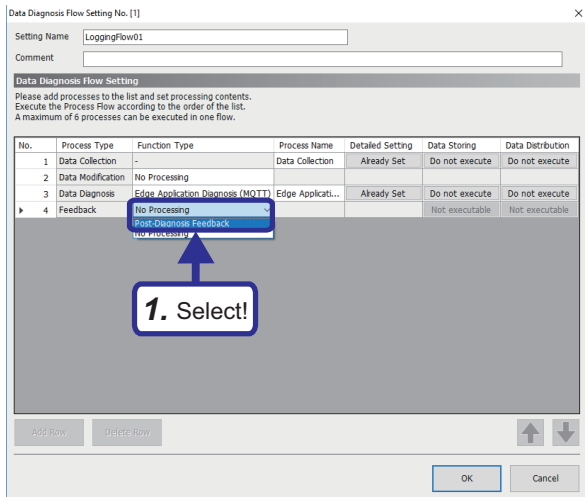 Data Diagnosis Flow Setting No. [1]
Setting Name LoggingFlow01
Comment
Data Diagnosis Flow Setting
Please add processes to the list and set processing contents.
Execute the Process Flow according to the order of the list.
A maximum of 6 processes can be executed in one flow.
No. Process Type Function Type Process Name Detailed Setting Data Storing Data Distribution
1 Data Collection - Data Collection Already Set Do not execute Do not execute
2 Data Modification No Processing
3 Data Diagnosis Edge Application Diagnosis (MQTT) Edge Applicati... Already Set Do not execute Do not execute
4 Feedback No Processing Not executable Not executable
Post-Diagnosis Feedback
No Processing
1. Select!
Add Row Delete Row
OK Cancel